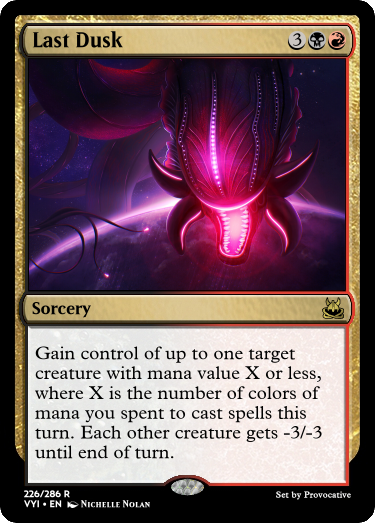 Last Dusk 3
Sorcery
Gain control of up to one target
creature with mana value X or less,
where X is the number of colors of
mana you spent to cast spells this
turn. Each other creature gets -3/-3
until end of turn.
226/286 R
VYI • EN Nichelle Nolan
Set by Provocative